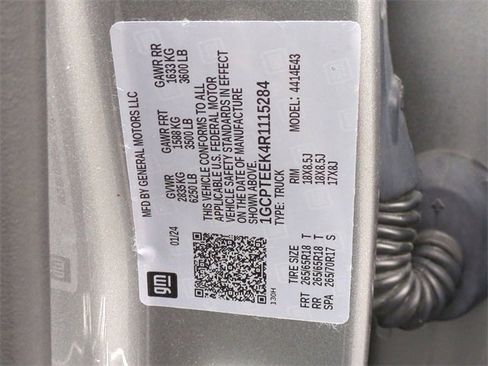 MFD BY GENERAL MOTORS LLC
01/24
GVWR GAWR FRT GAWR RR
2835 KG 1588 KG 1633 KG
6250 LB 3500 LB 3600 LB
THIS VEHICLE CONFORMS TO ALL
APPLICABLE U.S. FEDERAL MOTOR
VEHICLE SAFETY STANDARDS IN EFFECT
ON THE DATE OF MANUFACTURE
SHOWN ABOVE.
1GCPTEEK4R1115284
TYPE: TRUCK MODEL: 4414E43
TIRE SIZE RIM
FRT 265/65R18 T 18X8.5J
RR 265/65R18 T 18X8.5J
SPA 265/70R17 S 17X8J
gm
130H